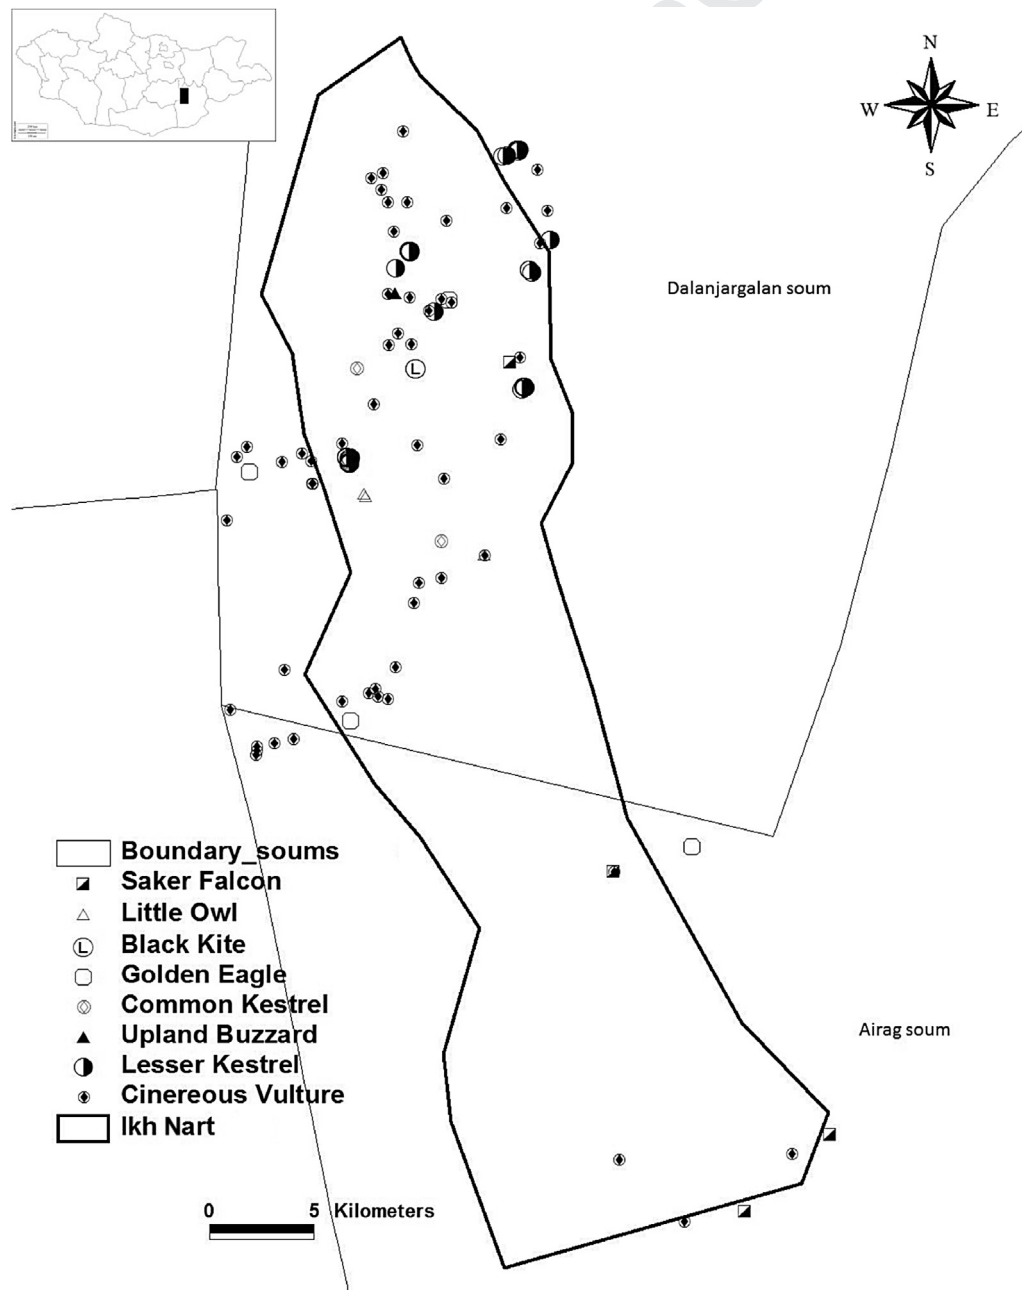 N
W E
S
Dalanjargalan soum
Boundary_soums
Saker Falcon
Little Owl
L Black Kite
Golden Eagle
Common Kestrel
Upland Buzzard
Lesser Kestrel
Cinereous Vulture
Ikh Nart
Airag soum
0 5 Kilometers
L